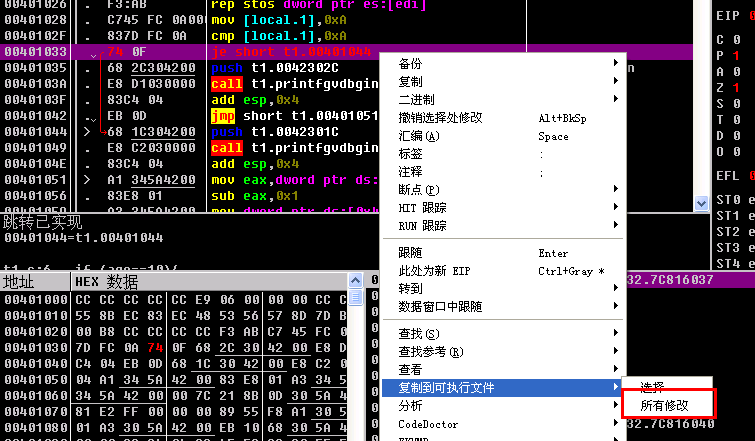 00401026 . F3:AB rep stos dword ptr es:[edi]
00401028 . C745 FC 0A000 mov [local.1],0xA
0040102F . 837D FC 0A cmp [local.1],0xA
00401033 74 0F je short t1.00401044
00401035 . 68 2C304200 push t1.0042302C
0040103A . E8 D1030000 call t1.printfgvdbgin
0040103F . 83C4 04 add esp,0x4
00401042 . EB 0D jmp short t1.00401051
00401044 > 68 1C304200 push t1.0042301C
00401049 . E8 C2030000 call t1.printfgvdbgin
0040104E . 83C4 04 add esp,0x4
00401051 > A1 345A4200 mov eax,dword ptr ds:
00401056 . 83E8 01 sub eax,0x1
EIP 0
C 0
P 1
A 0
Z 1
S 0
T 0
D 0
O 0
EFL 0
ST0 e
ST1 e
ST2 e
ST3 e
ST4 e
跳转已实现
00401044=t1.00401044
t1.c:6. if (age==10){
备份
复制
二进制
撤销选择处修改 Alt+BkSp
汇编(A) Space
标签 :
注释 ;
断点(P)
HIT 跟踪
RUN 跟踪
跟随 Enter
此处为新 EIP Ctrl+Gray *
转到
数据窗口中跟随
查找(S)
查找参考(R)
查看
复制到可执行文件
分析
CodeDoctor
选择
所有修改
地址 HEX 数据
00401000 CC CC CC CC CC E9 06 00 00 00 CC C
00401010 55 8B EC 83 EC 48 53 56 57 8D 7D B
00401020 00 B8 CC CC CC CC F3 AB C7 45 FC 0
00401030 7D FC 0A 74 0F 68 2C 30 42 00 E8 D
00401040 C4 04 EB 0D 68 1C 30 42 00 E8 C2 0
00401050 04 A1 34 5A 42 00 83 E8 01 A3 34 5
00401060 34 5A 42 00 00 7C 21 8B 0D 30 5A 4
00401070 81 E2 FF 00 00 00 89 55 F8 A1 30 5
00401080 01 A3 30 5A 42 00 EB 10 68 30 5A 4
32.7C816037
32.7C816040